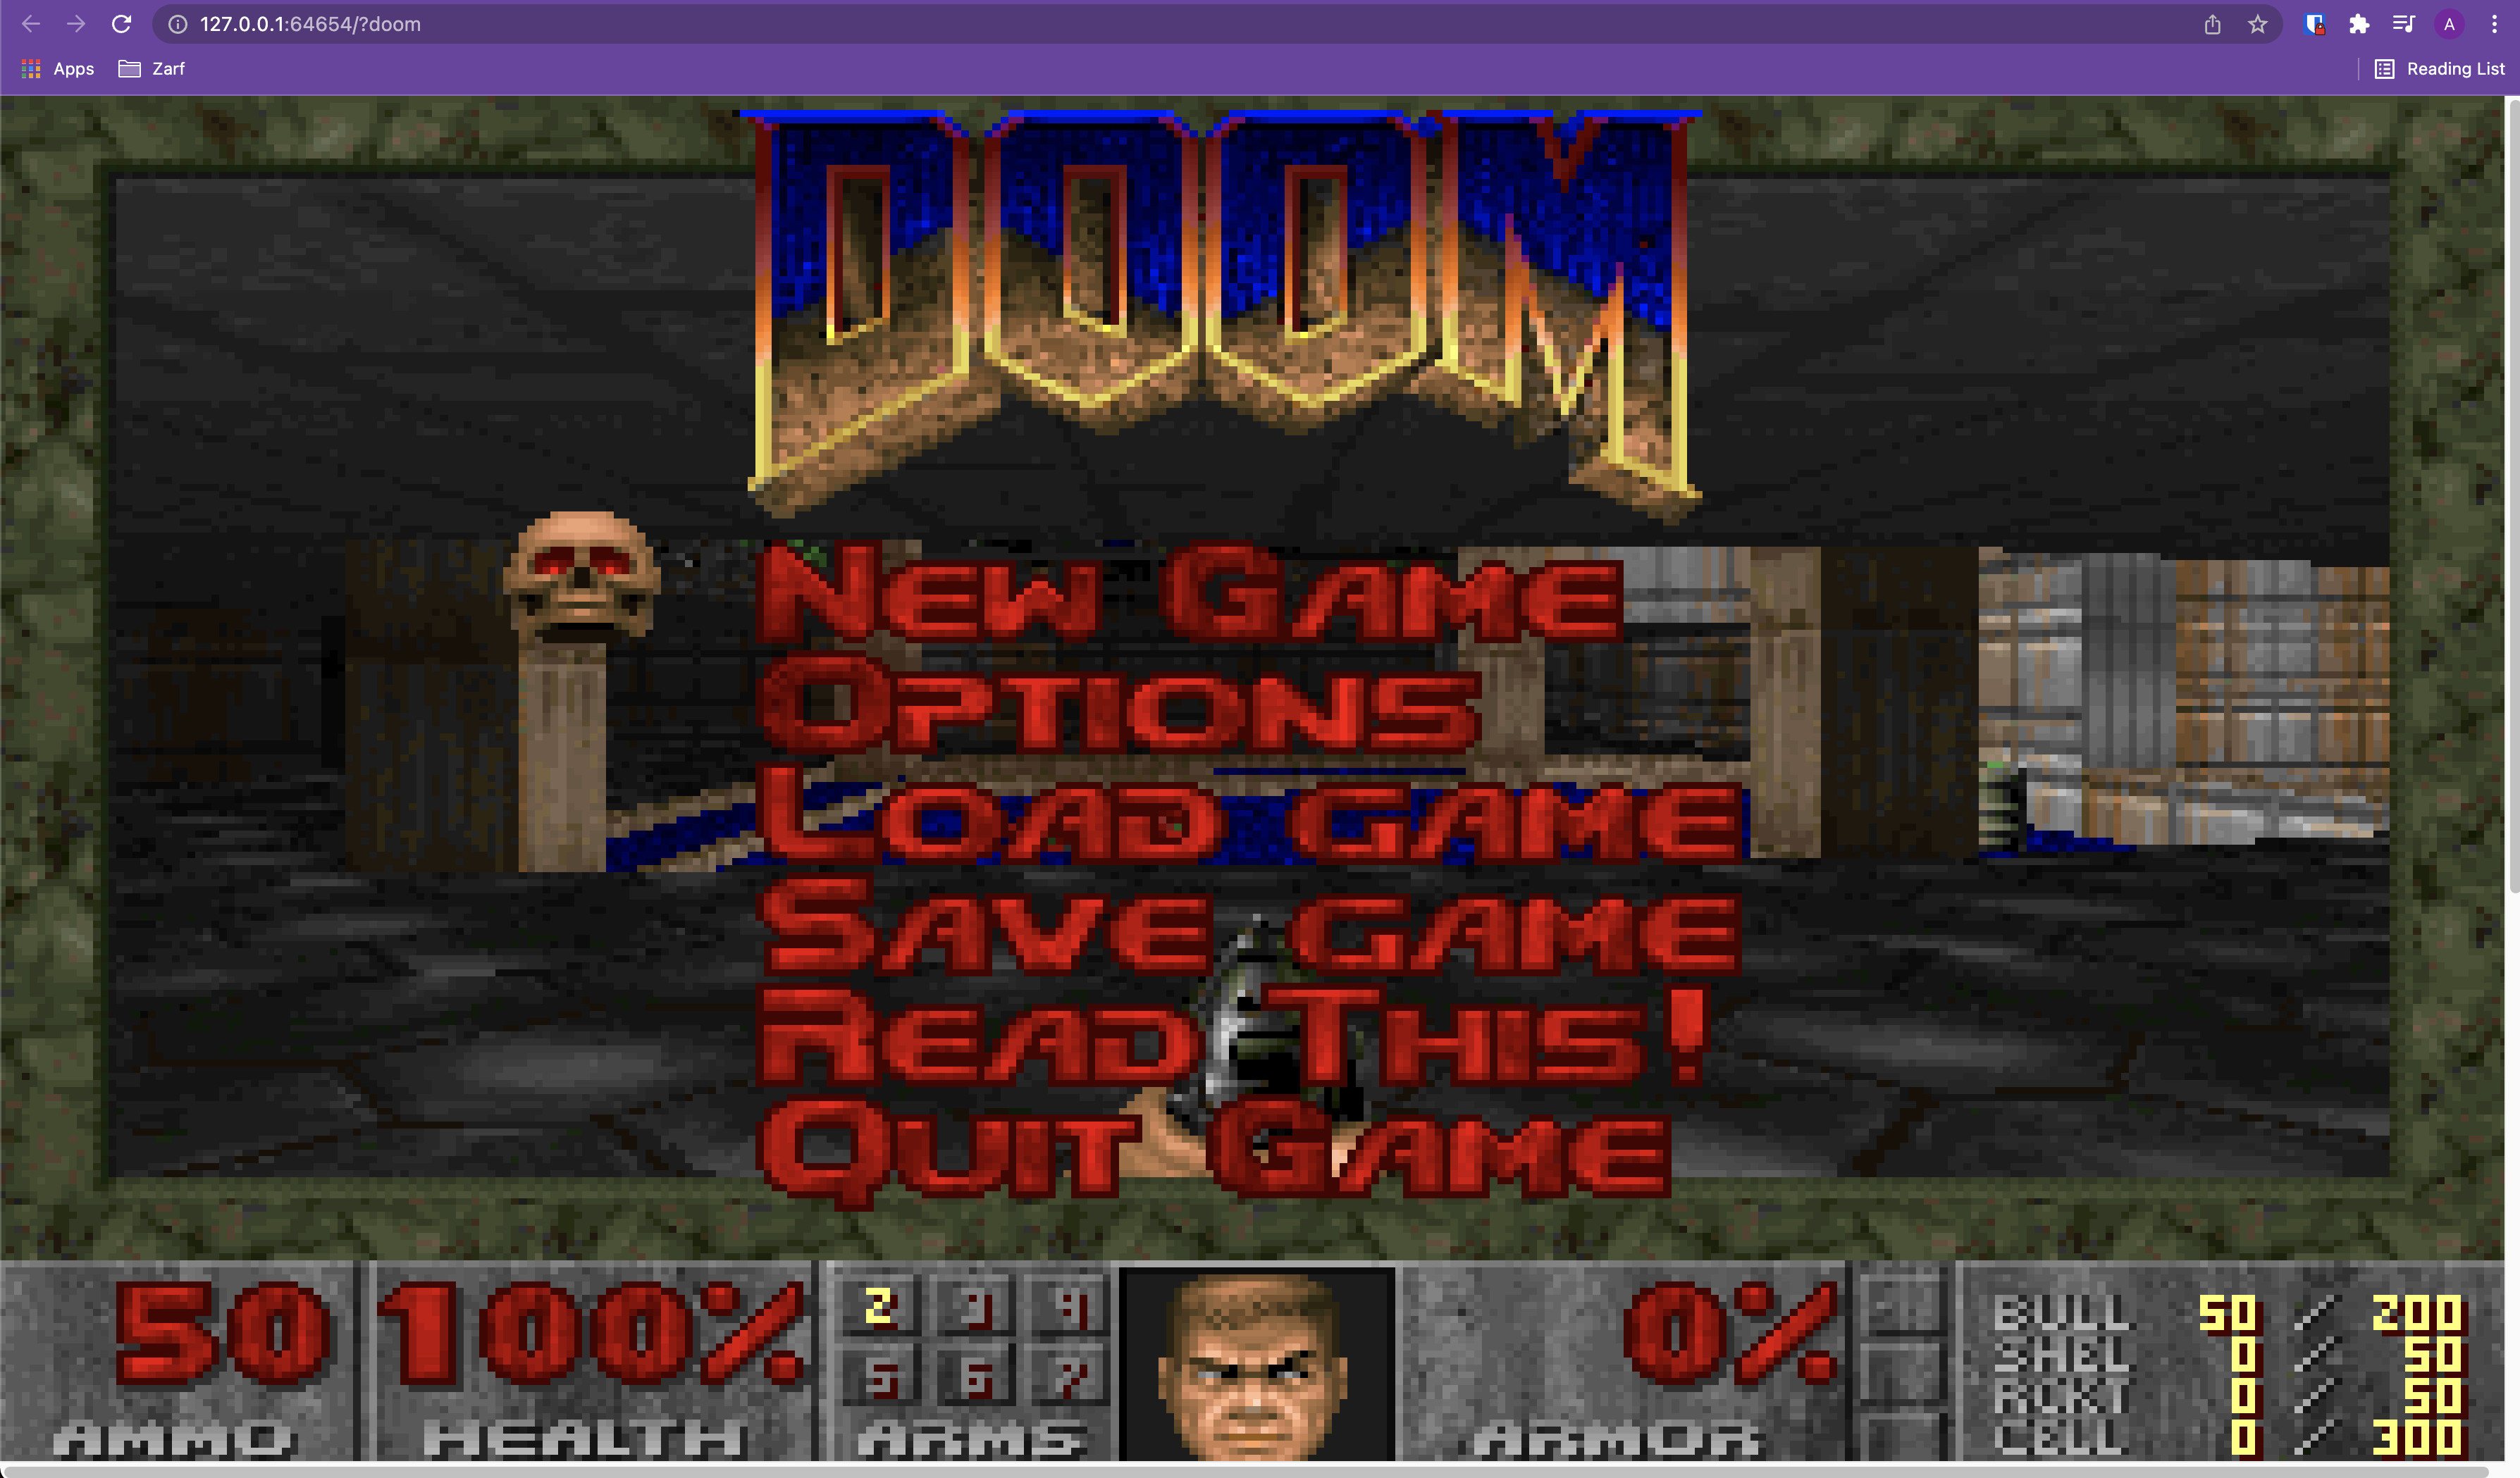 127.0.0.1:64654/?doom
A
Apps Zarf Reading List
DOOM
New Game
Options
Load Game
Save Game
Read This!
Quit Game
50 100% 2 3 4 0% BULL 50 / 200
5 6 7 SHEL 0 / 50
RCKT 0 / 50
AMMO HEALTH ARMS ARMOR CELL 0 / 300